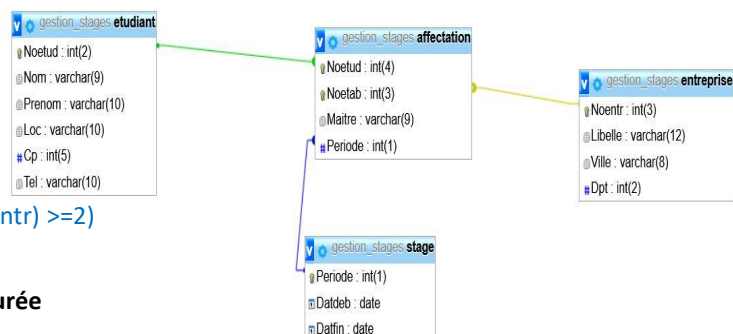 gestion_stages etudiant
Noetud : int(2)
Nom : varchar(9)
Prenom : varchar(10)
Loc : varchar(10)
Cp : int(5)
Tel : varchar(10)
gestion_stages affectation
Noetud : int(4)
Noetab : int(3)
Maitre : varchar(9)
Periode : int(1)
gestion_stages entreprise
Noentr : int(3)
Libelle : varchar(12)
Ville : varchar(8)
Dpt : int(2)
ntr) >=2)
urée
gestion_stages stage
Periode : int(1)
Datdeb : date
Datfin : date